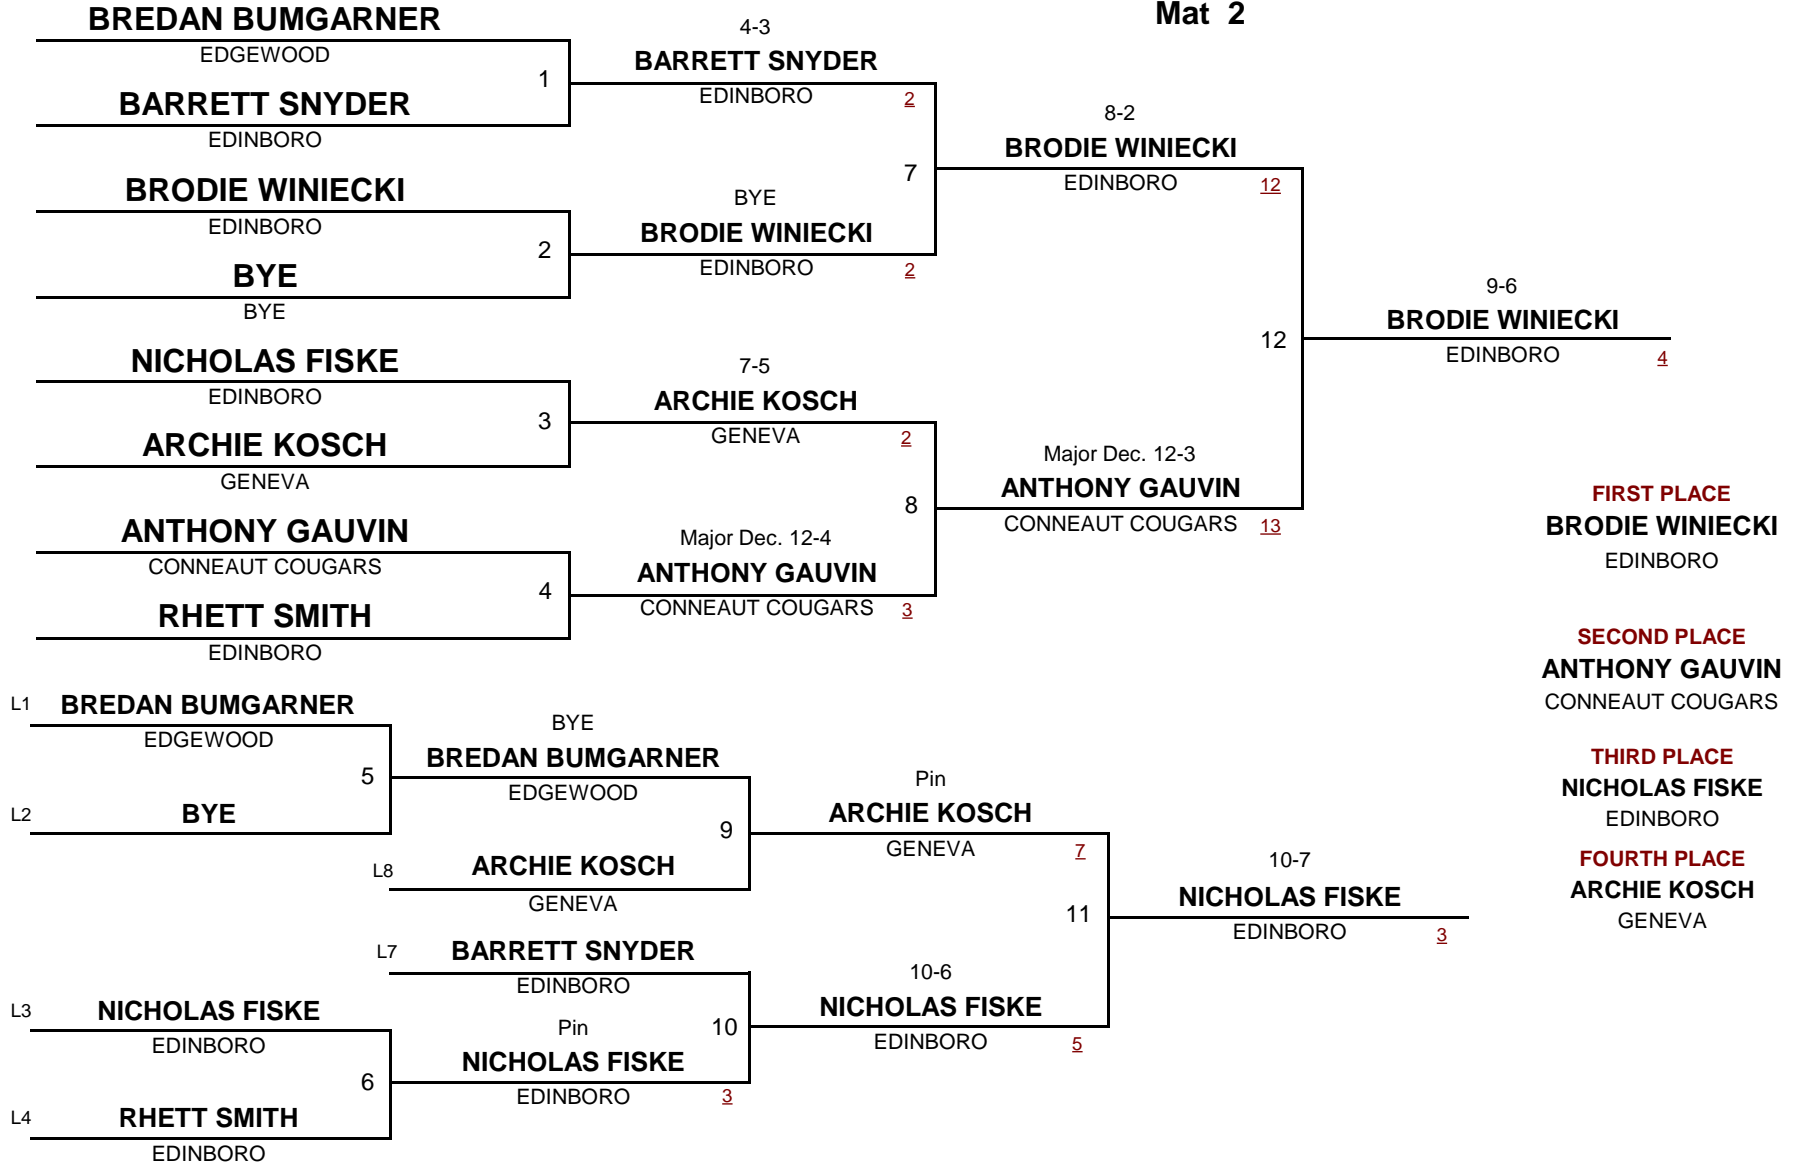 Mat 2
BREDAN BUMGARNER
EDGEWOOD
1
BARRETT SNYDER
EDINBORO
BRODIE WINIECKI
EDINBORO
2
BYE
BYE
NICHOLAS FISKE
EDINBORO
3
ARCHIE KOSCH
GENEVA
ANTHONY GAUVIN
CONNEAUT COUGARS
4
RHETT SMITH
EDINBORO
4-3
BARRETT SNYDER
EDINBORO 2
7
BYE
BRODIE WINIECKI
EDINBORO 2
7-5
ARCHIE KOSCH
GENEVA 2
8
Major Dec. 12-4
ANTHONY GAUVIN
CONNEAUT COUGARS 3
8-2
BRODIE WINIECKI
EDINBORO 12
12
Major Dec. 12-3
ANTHONY GAUVIN
CONNEAUT COUGARS 13
9-6
BRODIE WINIECKI
EDINBORO 4
FIRST PLACE
BRODIE WINIECKI
EDINBORO
SECOND PLACE
ANTHONY GAUVIN
CONNEAUT COUGARS
THIRD PLACE
NICHOLAS FISKE
EDINBORO
FOURTH PLACE
ARCHIE KOSCH
GENEVA
L1 BREDAN BUMGARNER
EDGEWOOD
5
L2 BYE
L3 NICHOLAS FISKE
EDINBORO
6
L4 RHETT SMITH
EDINBORO
BYE
BREDAN BUMGARNER
EDGEWOOD
9
L8 ARCHIE KOSCH
GENEVA
L7 BARRETT SNYDER
EDINBORO
10
Pin
NICHOLAS FISKE
EDINBORO 3
Pin
ARCHIE KOSCH
GENEVA 7
11
10-6
NICHOLAS FISKE
EDINBORO 5
10-7
NICHOLAS FISKE
EDINBORO 3